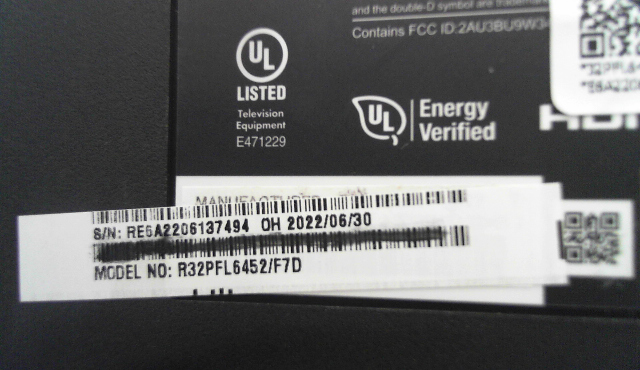 and the double-D symbol are
Contains FCC ID:2AU3BU9W3
UL
LISTED
Television
Equipment
E471229
UL
Energy
Verified
S/N: RE6A2206137494 OH 2022/06/30
MODEL NO: R32PFL6452/F7D